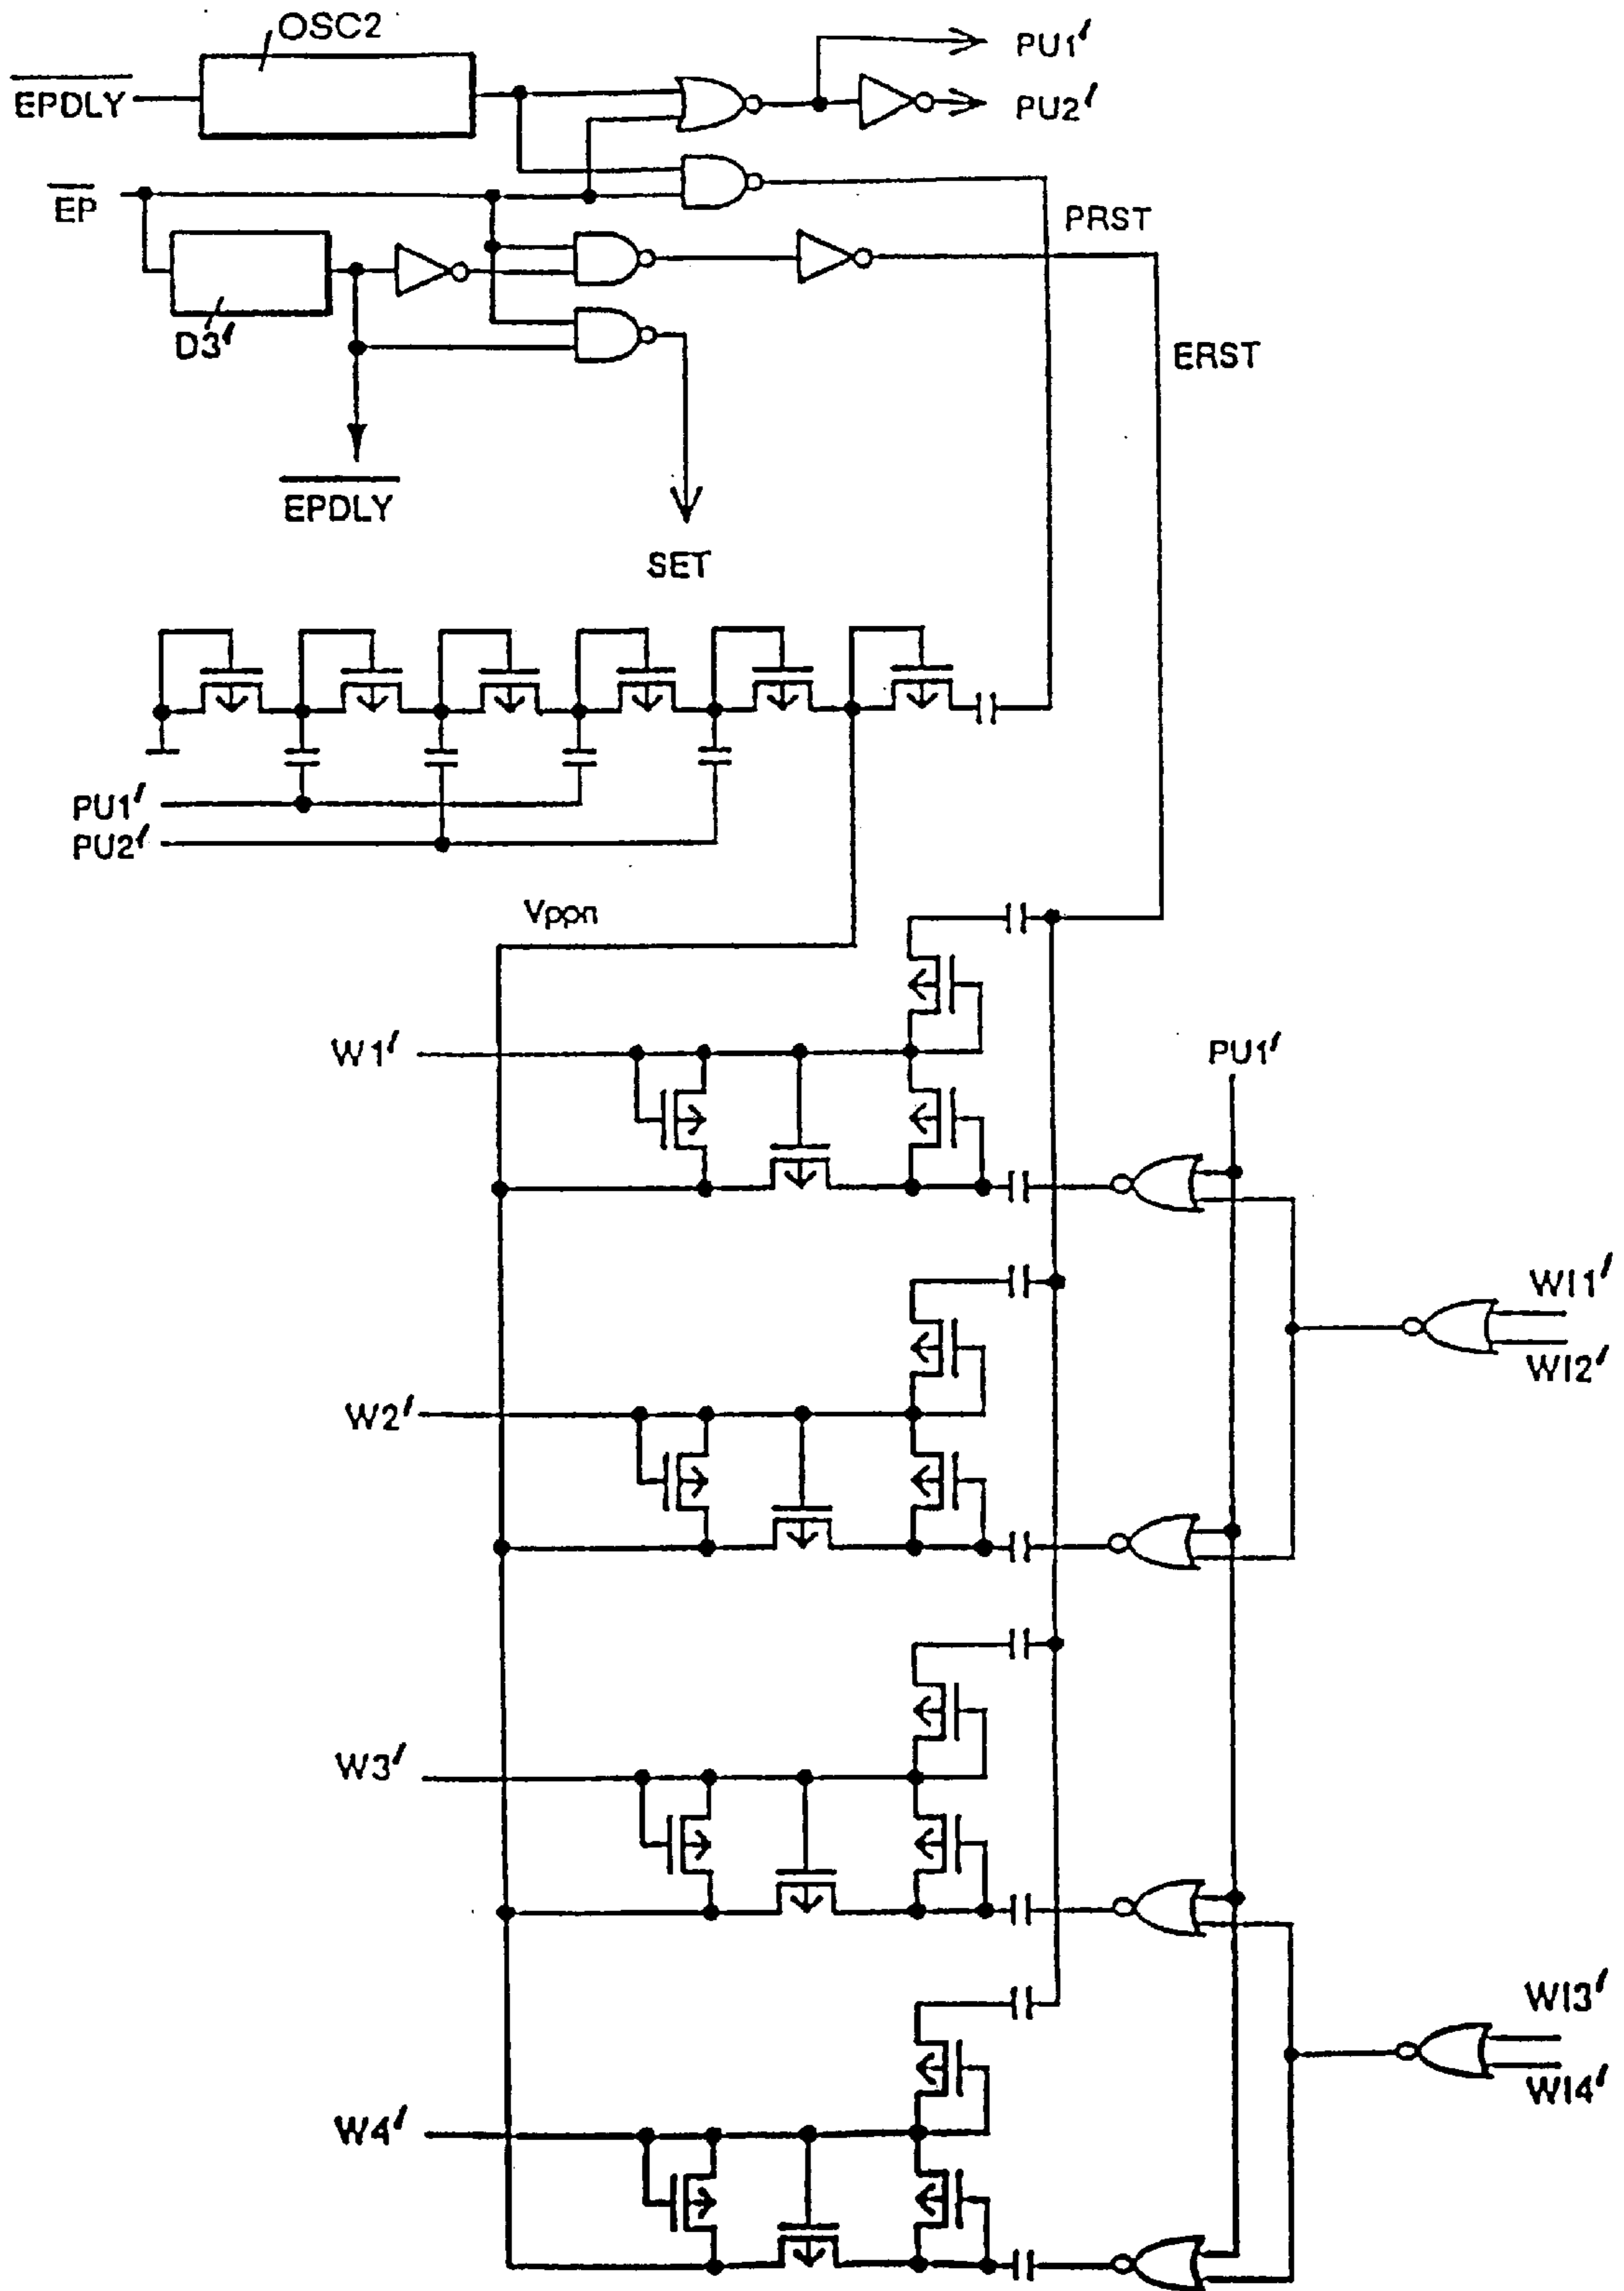 OSC2
EPDLY
PU1'
PU2'
EP
PRST
D3'
ERST
EPDLY
SET
PU1'
PU2'
Vppn
W1'
PU1'
WI1'
WI2'
W2'
W3'
WI3'
WI4'
W4'